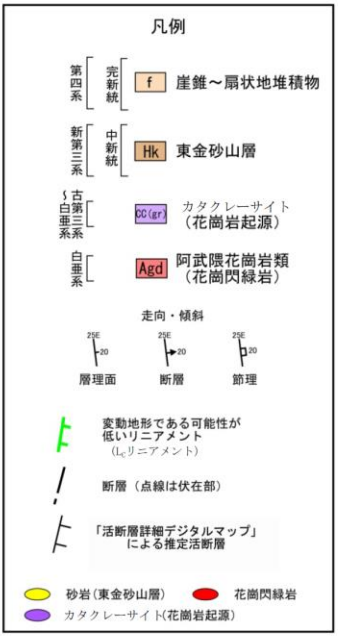 凡例
第四系
完新統
f
崖錐～扇状地堆積物
新第三系
中新統
Hk
東金砂山層
古第三系
～白亜系
CC(gr)
カタクレーサイト
(花崗岩起源)
白亜系
Agd
阿武隈花崗岩類
(花崗閃緑岩)
走向・傾斜
25E 25E 25E
20 20 20
層理面 断層 節理
変動地形である可能性が
低いリニアメント
(LCリニアメント)
断層（点線は伏在部）
「活断層詳細デジタルマップ」
による推定活断層
砂岩(東金砂山層) 花崗閃緑岩
カタクレーサイト(花崗岩起源)